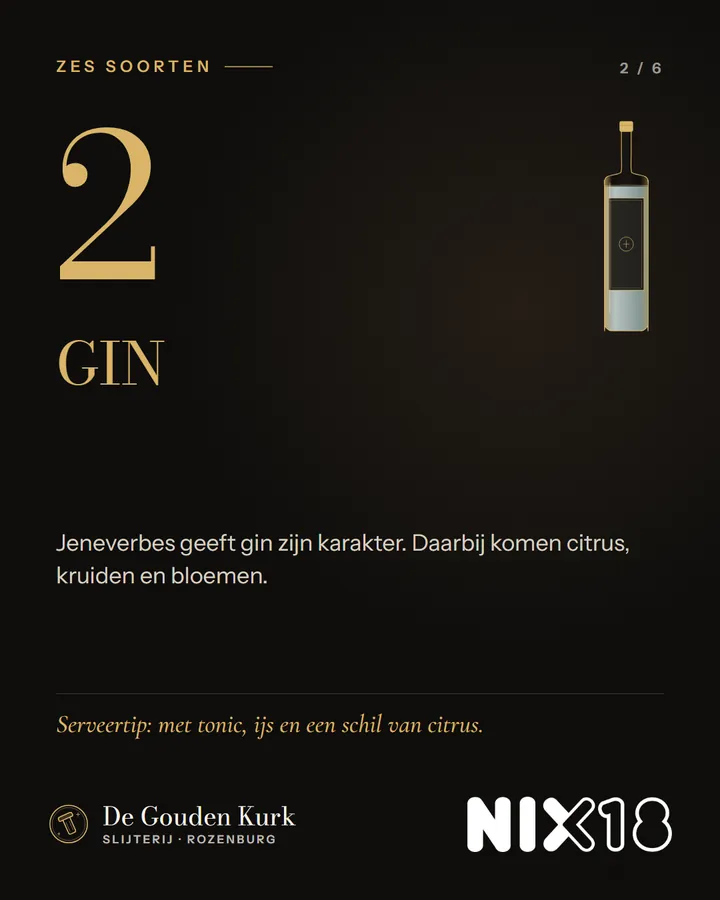 ZES SOORTEN
2 / 6
2
GIN
Jeneverbes geeft gin zijn karakter. Daarbij komen citrus,
kruiden en bloemen.
Serveertip: met tonic, ijs en een schil van citrus.
De Gouden Kurk
SLIJTERIJ · ROZENBURG
NIX18